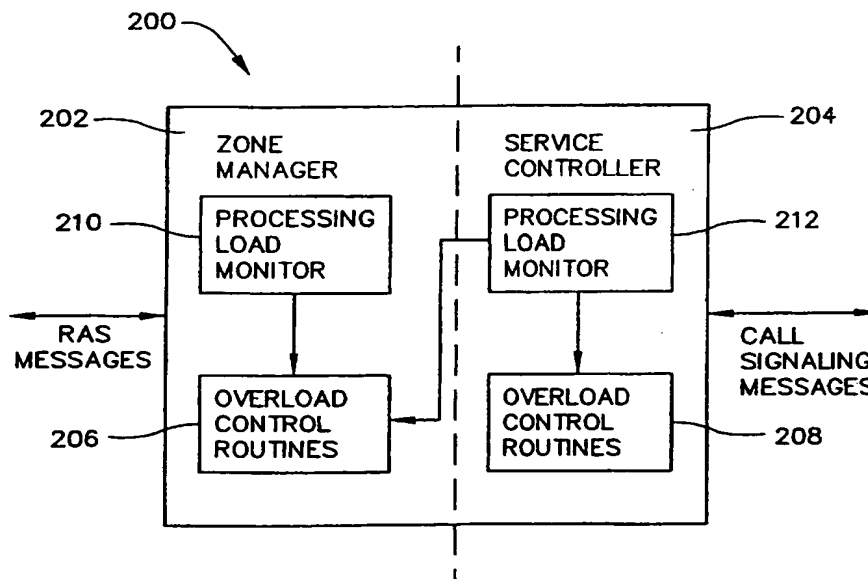 200
202
204
ZONE
MANAGER
SERVICE
CONTROLLER
210
PROCESSING
LOAD
MONITOR
PROCESSING
LOAD
MONITOR
212
RAS
MESSAGES
CALL
SIGNALING
MESSAGES
206
OVERLOAD
CONTROL
ROUTINES
OVERLOAD
CONTROL
ROUTINES
208